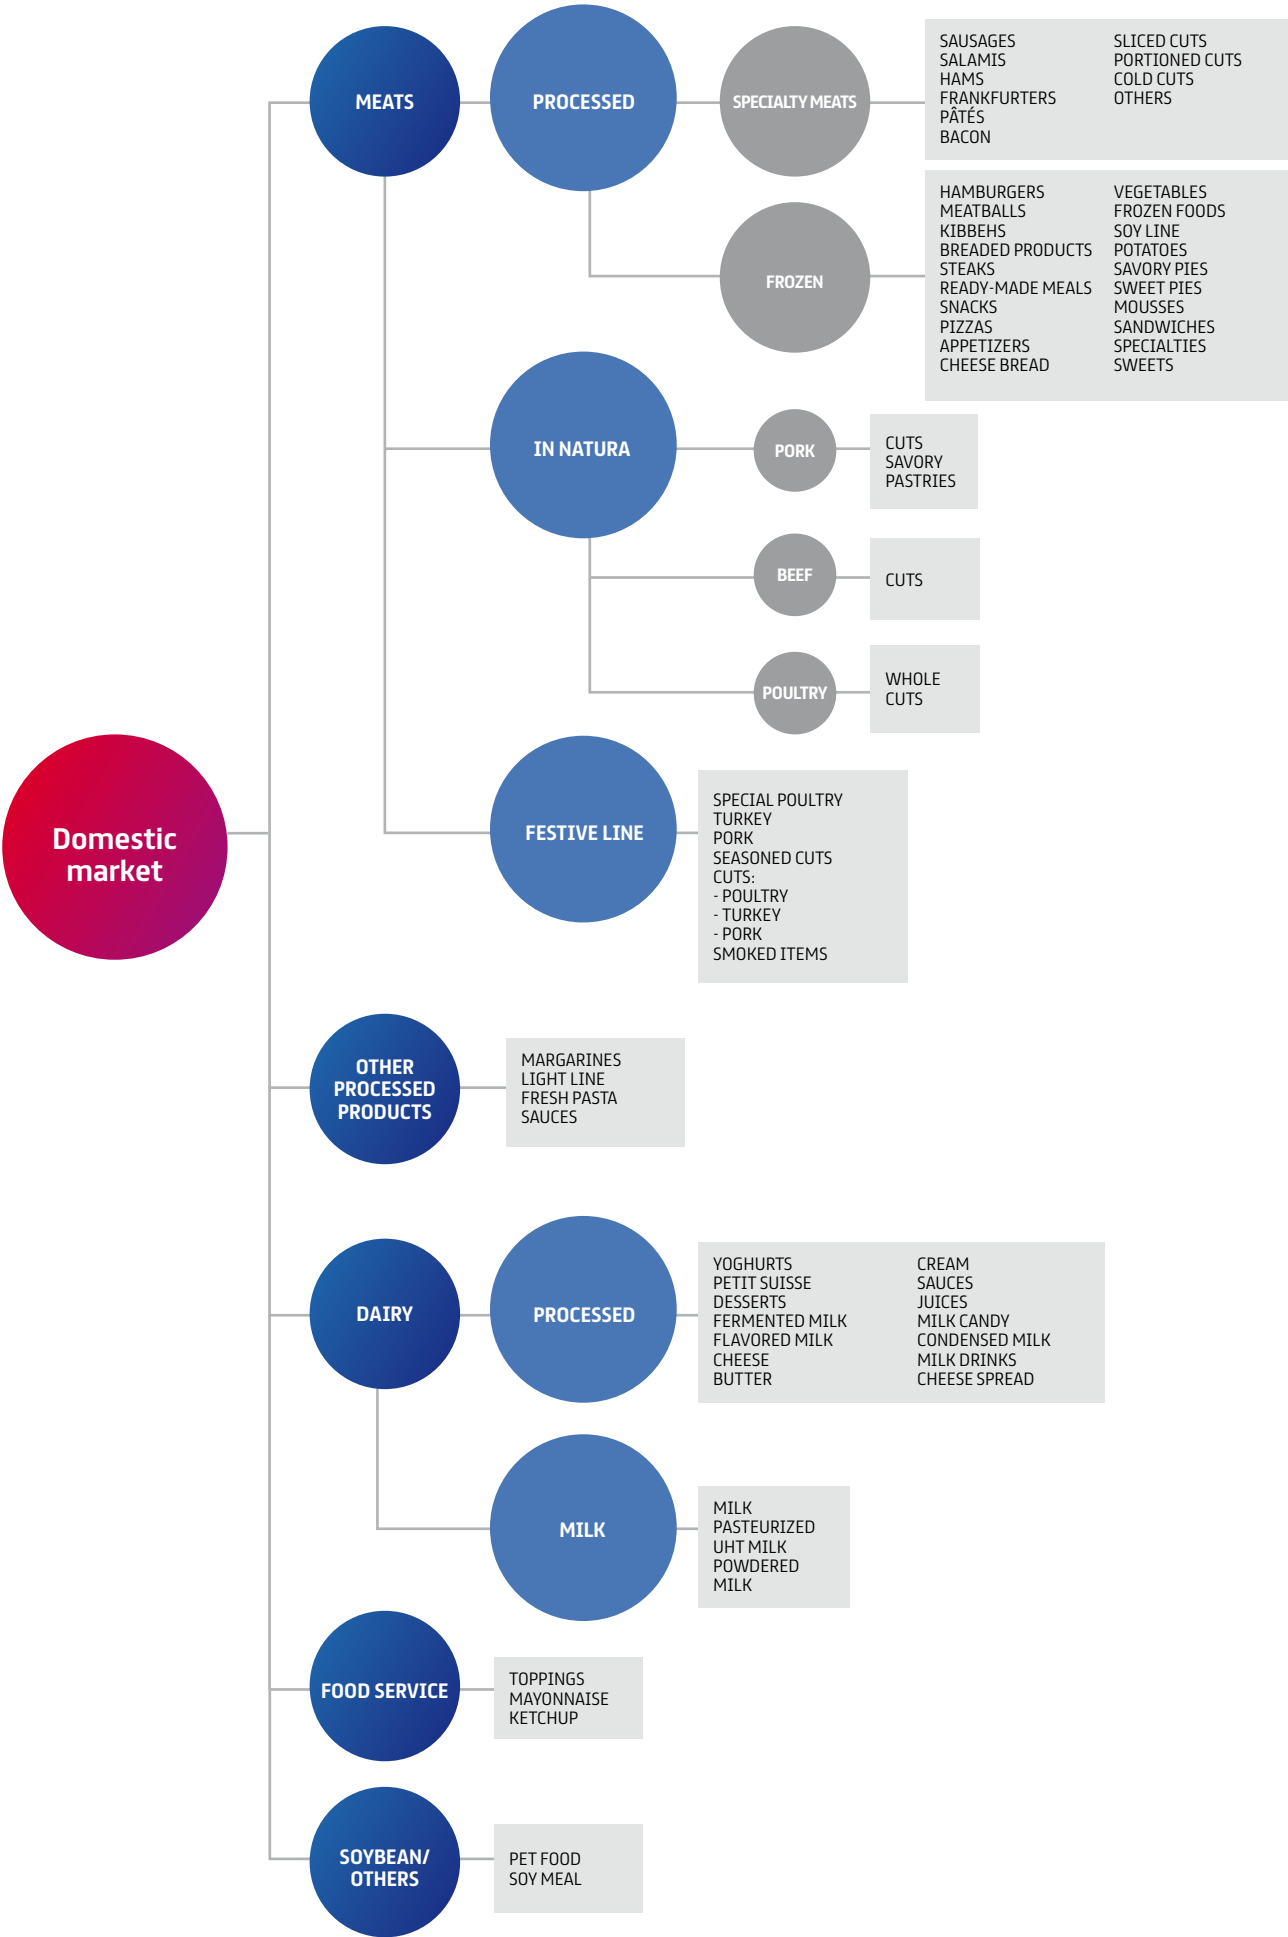 Domestic
market
MEATS
PROCESSED
SPECIALTY MEATS
SAUSAGES
SALAMIS
HAMS
FRANKFURTERS
PÂTÉS
BACON
SLICED CUTS
PORTIONED CUTS
COLD CUTS
OTHERS
FROZEN
HAMBURGERS
MEATBALLS
KIBBEHS
BREADED PRODUCTS
STEAKS
READY-MADE MEALS
SNACKS
PIZZAS
APPETIZERS
CHEESE BREAD
VEGETABLES
FROZEN FOODS
SOY LINE
POTATOES
SAVORY PIES
SWEET PIES
MOUSSES
SANDWICHES
SPECIALTIES
SWEETS
IN NATURA
PORK
CUTS
SAVORY
PASTRIES
BEEF
CUTS
POULTRY
WHOLE
CUTS
FESTIVE LINE
SPECIAL POULTRY
TURKEY
PORK
SEASONED CUTS
CUTS:
- POULTRY
- TURKEY
- PORK
SMOKED ITEMS
OTHER
PROCESSED
PRODUCTS
MARGARINES
LIGHT LINE
FRESH PASTA
SAUCES
DAIRY
PROCESSED
YOGHURTS
PETIT SUISSE
DESSERTS
FERMENTED MILK
FLAVORED MILK
CHEESE
BUTTER
CREAM
SAUCES
JUICES
MILK CANDY
CONDENSED MILK
MILK DRINKS
CHEESE SPREAD
MILK
MILK
PASTEURIZED
UHT MILK
POWDERED
MILK
FOOD SERVICE
TOPPINGS
MAYONNAISE
KETCHUP
SOYBEAN/
OTHERS
PET FOOD
SOY MEAL